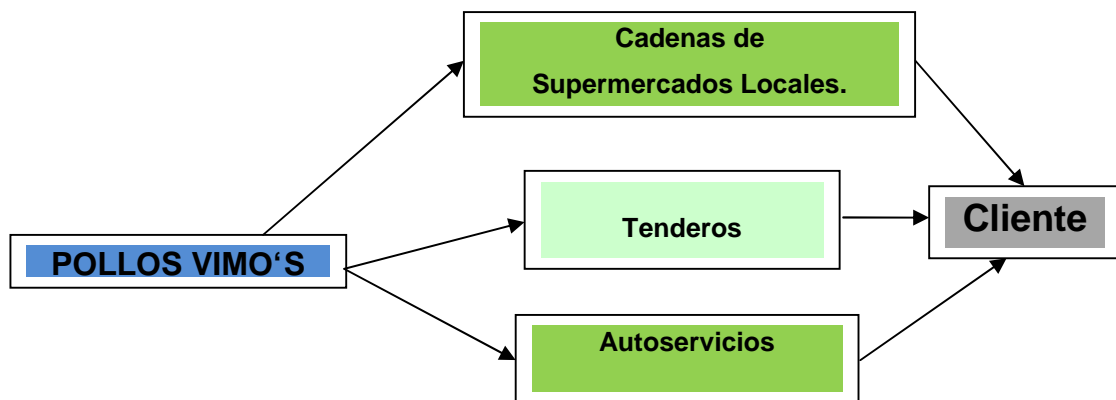 Cadenas de
Supermercados Locales.
Tenderos
Cliente
POLLOS VIMO‘S
Autoservicios